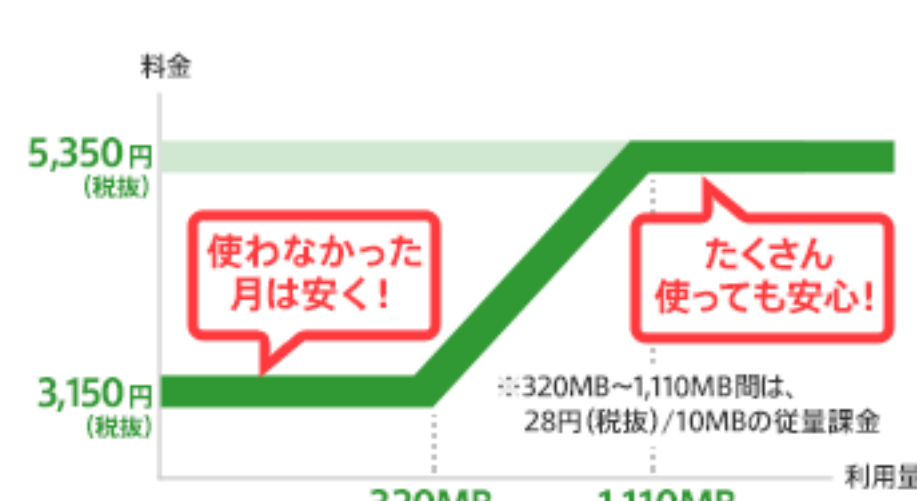 料金
5,350円
（税抜）
使わなかった
月は安く！
たくさん
使っても安心！
3,150円
（税抜）
※320MB～1,110MB間は、
28円（税抜）/10MBの従量課金
利用量
320MB
1,110MB